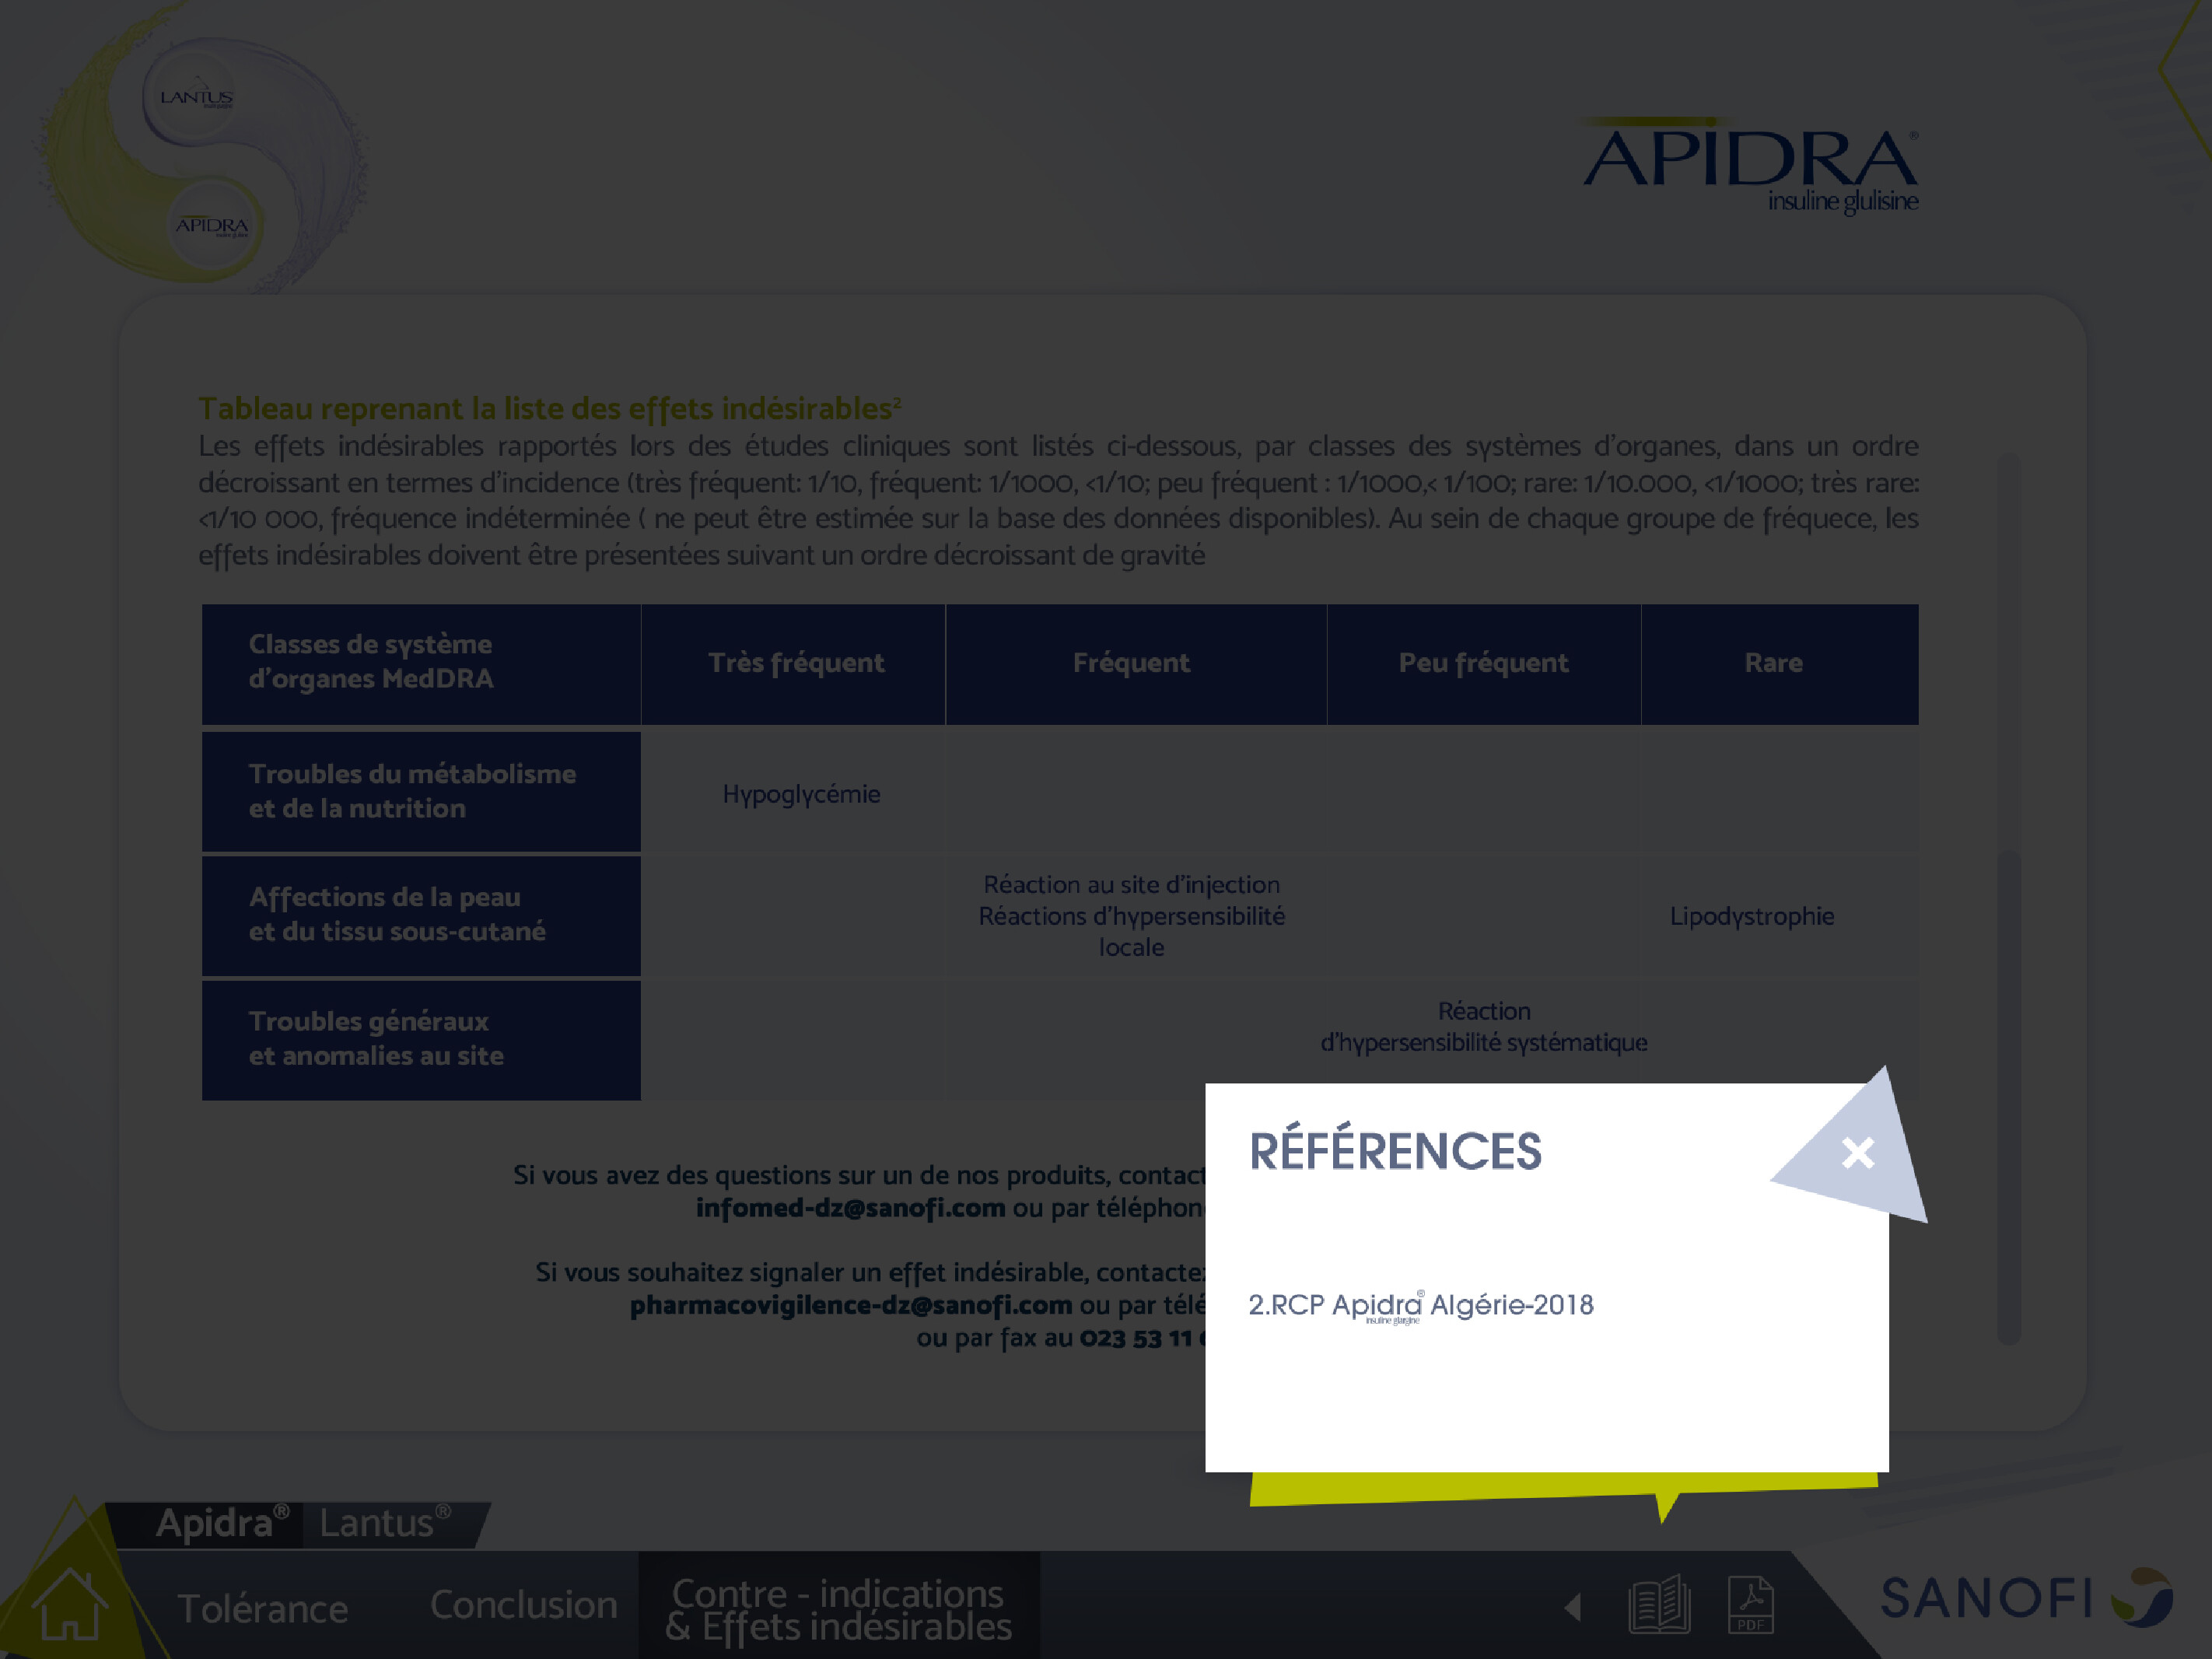 LANTUS
APIDRA
APIDRA®
insuline glulisine
Tableau reprenant la liste des effets indésirables²
Les effets indésirables rapportés lors des études cliniques sont listés ci-dessous, par classes des systèmes d'organes, dans un ordre
décroissant en termes d'incidence (très fréquent: 1/10, fréquent: 1/1000, <1/10; peu fréquent : 1/1000,< 1/100; rare: 1/10.000, <1/1000; très rare:
<1/10 000, fréquence indéterminée ( ne peut être estimée sur la base des données disponibles). Au sein de chaque groupe de fréquece, les
effets indésirables doivent être présentées suivant un ordre décroissant de gravité
Classes de système
d'organes MedDRA
Très fréquent
Fréquent
Peu fréquent
Rare
Troubles du métabolisme
et de la nutrition
Hypoglycémie
Affections de la peau
et du tissu sous-cutané
Réaction au site d'injection
Réactions d'hypersensibilité
locale
Lipodystrophie
Troubles généraux
et anomalies au site
Réaction
d'hypersensibilité systématique
Si vous avez des questions sur un de nos produits, contact
infomed-dz@sanofi.com ou par téléphon
Si vous souhaitez signaler un effet indésirable, contacte
pharmacovigilence-dz@sanofi.com ou par télé
ou par fax au 023 53 11
RÉFÉRENCES
2.RCP Apidra® Algérie-2018
insuline glargine
Apidra® Lantus®
Tolérance
Conclusion
Contre - indications
& Effets indésirables
PDF
SANOFI